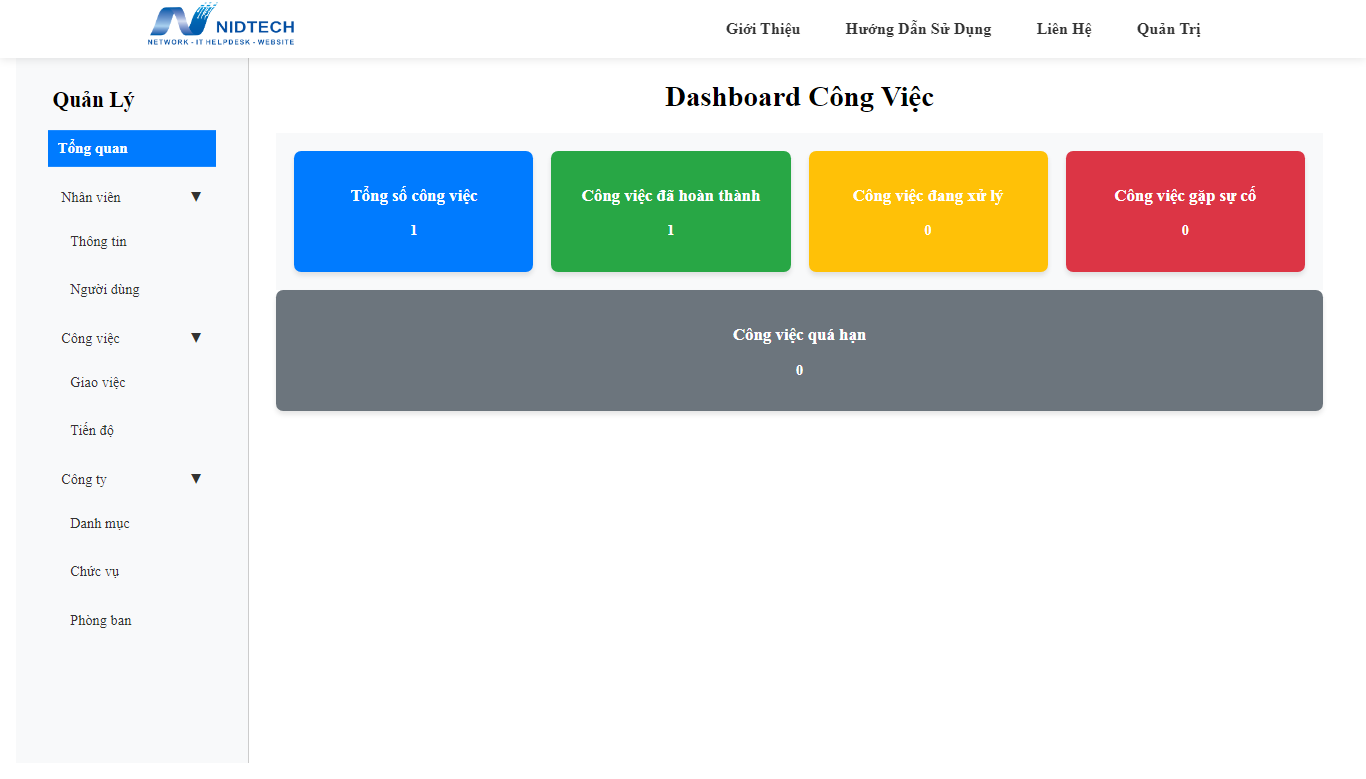 NIDTECH
NETWORK - IT HELPDESK - WEBSITE
Giới Thiệu
Hướng Dẫn Sử Dụng
Liên Hệ
Quản Trị
Quản Lý
Tổng quan
Nhân viên ▼
Thông tin
Người dùng
Công việc ▼
Giao việc
Tiến độ
Công ty ▼
Danh mục
Chức vụ
Phòng ban
Dashboard Công Việc
Tổng số công việc
1
Công việc đã hoàn thành
1
Công việc đang xử lý
0
Công việc gặp sự cố
0
Công việc quá hạn
0